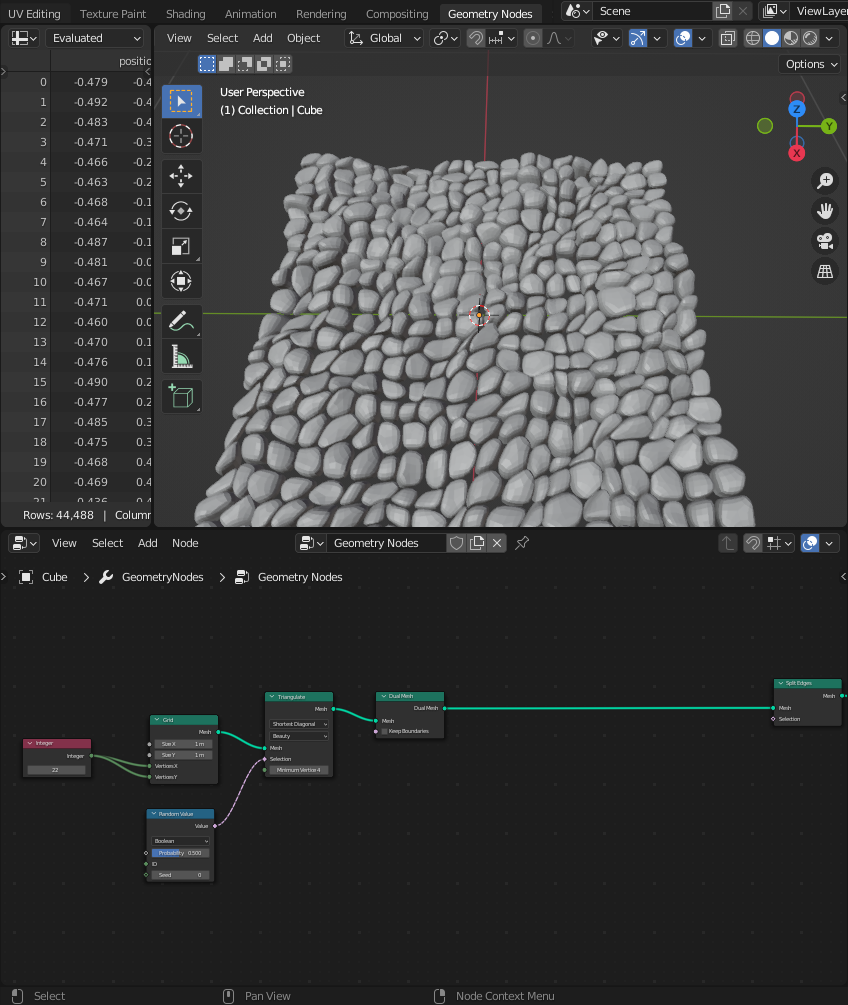 UV Editing Texture Paint Shading Animation Rendering Compositing Geometry Nodes Scene ViewLayer
Evaluated View Select Add Object Global
positio
Options
0 -0.479 -0.4
1 -0.492 -0.4
2 -0.483 -0.4
3 -0.471 -0.3
4 -0.466 -0.2
5 -0.463 -0.2
6 -0.468 -0.1
7 -0.464 -0.1
8 -0.487 -0.1
9 -0.481 -0.0
10 -0.467 -0.0
11 -0.471 0.0
12 -0.460 0.0
13 -0.470 0.1
14 -0.476 0.1
15 -0.490 0.2
16 -0.477 0.2
17 -0.485 0.3
18 -0.475 0.3
19 -0.468 0.4
20 -0.469 0.4
21 -0.436 -0.4
Rows: 44,488 | Column
User Perspective
(1) Collection | Cube
Z
Y
X
View Select Add Node Geometry Nodes
Cube > GeometryNodes > Geometry Nodes
Integer
Integer
22
Grid
Mesh
Size X 1 m
Size Y 1 m
Vertices X
Vertices Y
Random Value
Value
Boolean
Probability 0.500
ID
Seed 0
Triangulate
Mesh
Shortest Diagonal
Beauty
Mesh
Selection
Minimum Vertice 4
Dual Mesh
Dual Mesh
Mesh
Keep Boundaries
Split Edges
Mesh
Mesh
Selection
Select Pan View Node Context Menu